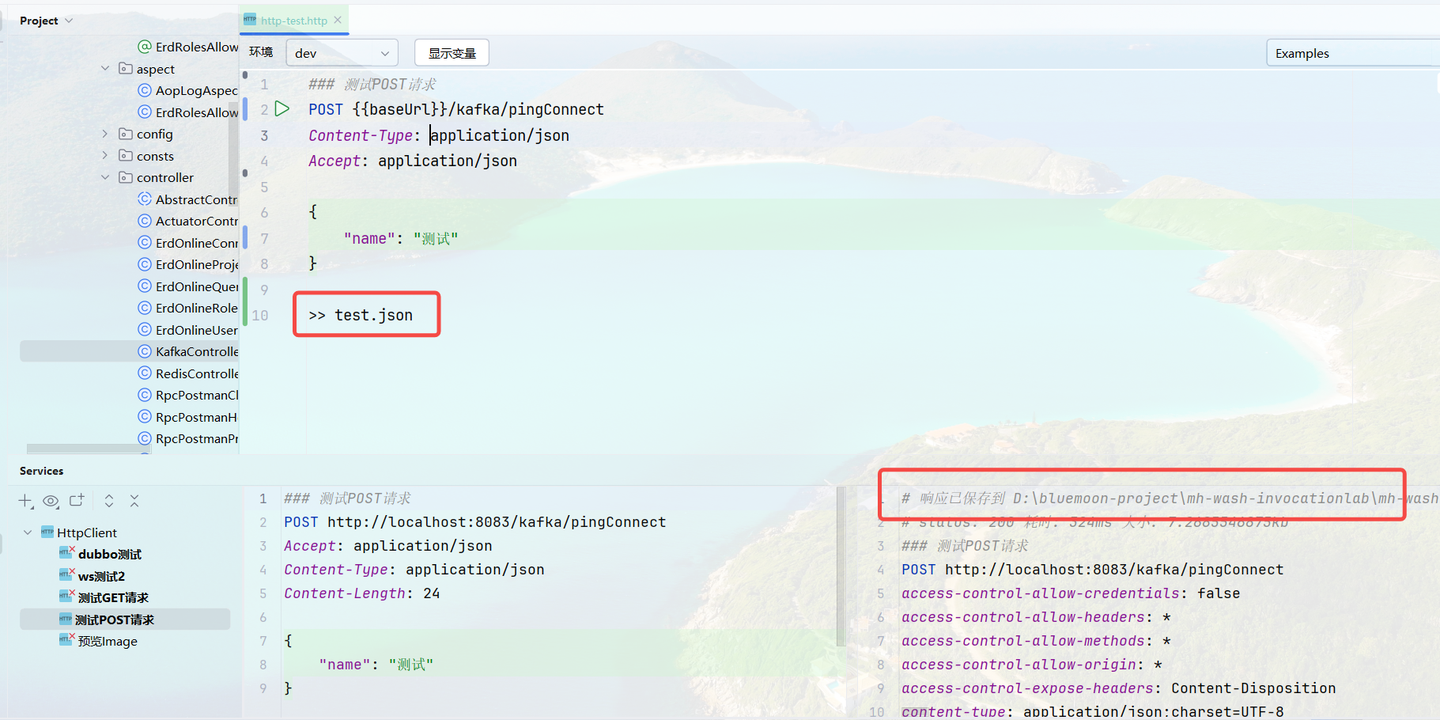 Project
http-test.http
ErdRolesAllow
aspect
AopLogAspec
ErdRolesAllow
config
consts
controller
AbstractContr
ActuatorContr
ErdOnlineConn
ErdOnlineProje
ErdOnlineQuer
ErdOnlineRole
ErdOnlineUser
KafkaControlle
RedisControlle
RpcPostmanCl
RpcPostmanH
RpcPostmanPr
环境 dev 显示变量 Examples
1 ### 测试POST请求
2 POST {{baseUrl}}/kafka/pingConnect
3 Content-Type: application/json
4 Accept: application/json
5
6 {
7 "name": "测试"
8 }
9
10 >> test.json
Services
HttpClient
dubbo测试
ws测试2
测试GET请求
测试POST请求
预览Image
1 ### 测试POST请求
2 POST http://localhost:8083/kafka/pingConnect
3 Accept: application/json
4 Content-Type: application/json
5 Content-Length: 24
6
7 {
8 "name": "测试"
9 }
1 # 响应已保存到 D:\bluemoon-project\mh-wash-invocationlab\mh-wash
2 # status: 200 耗时: 324ms 大小:
3 ### 测试POST请求
4 POST http://localhost:8083/kafka/pingConnect
5 access-control-allow-credentials: false
6 access-control-allow-headers: *
7 access-control-allow-methods: *
8 access-control-allow-origin: *
9 access-control-expose-headers: Content-Disposition
10 content-type: application/json;charset=UTF-8